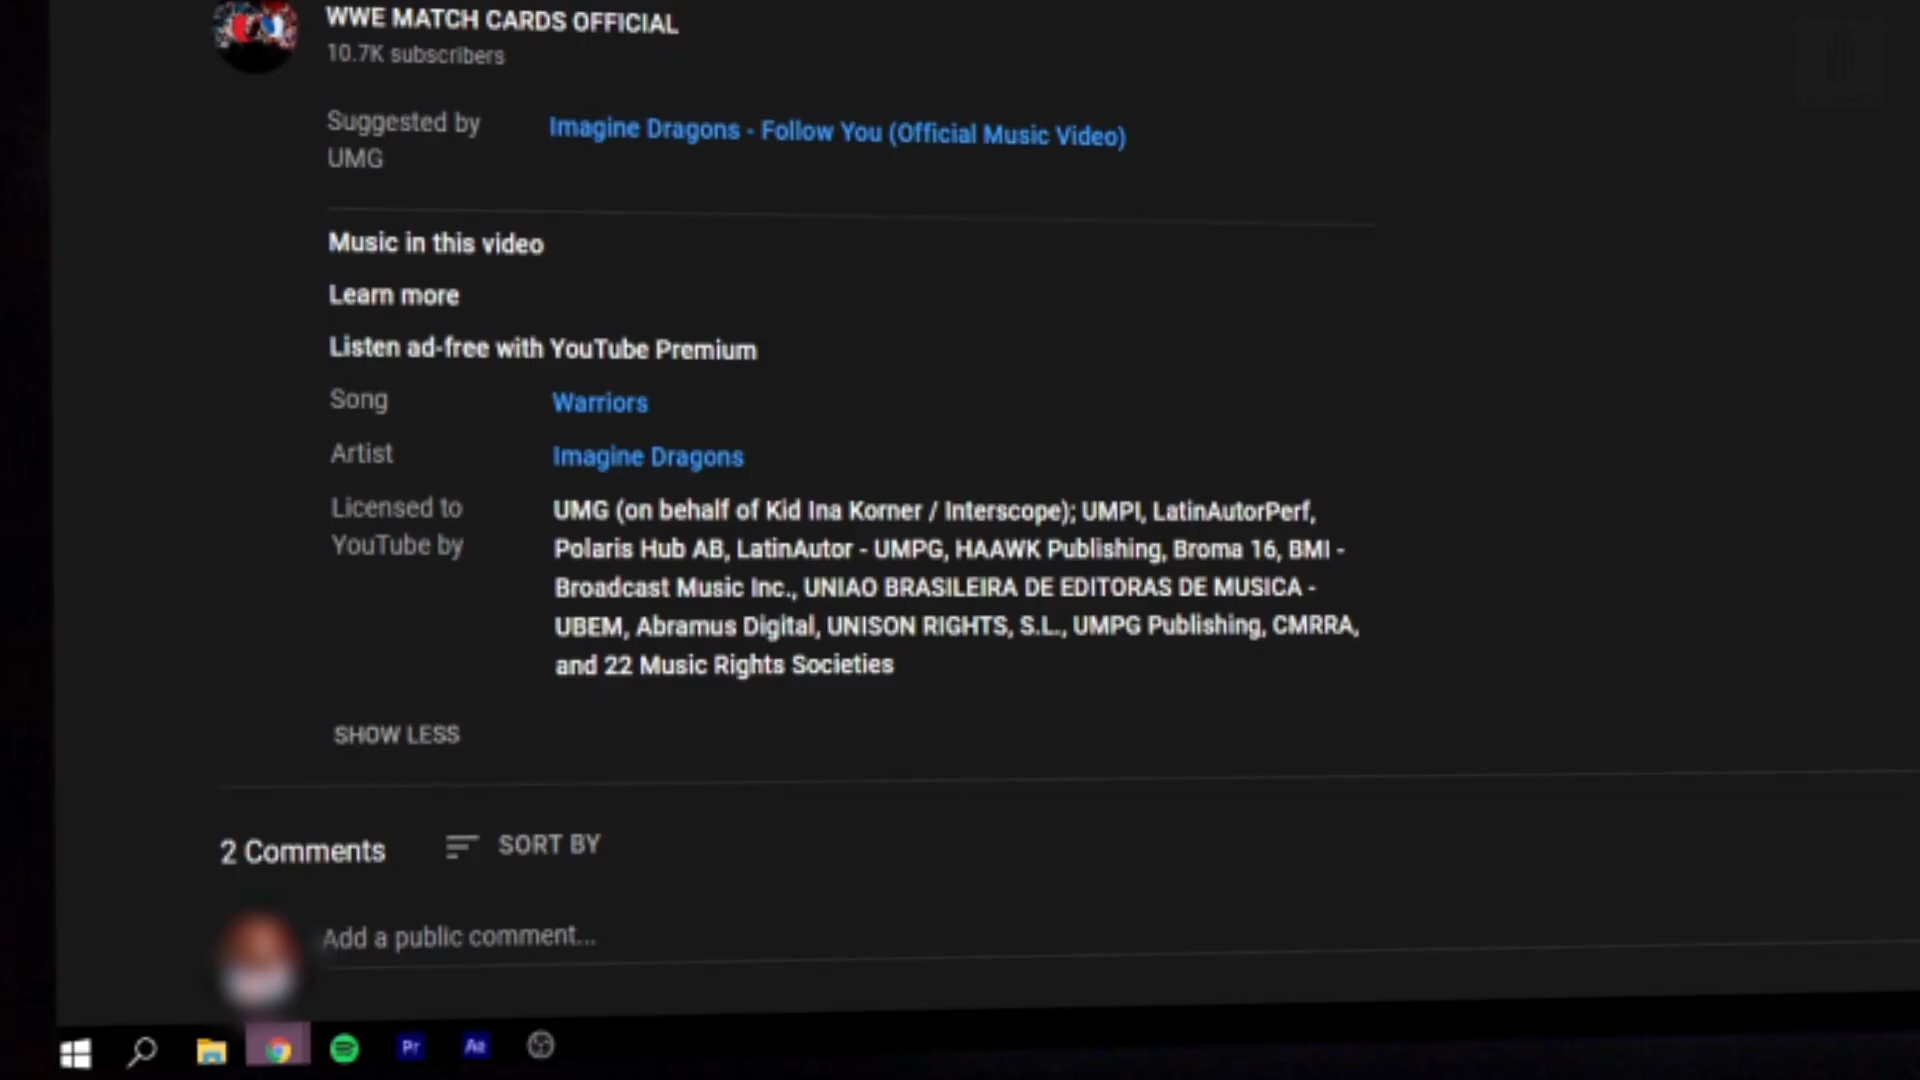 WWE MATCH CARDS OFFICIAL
10.7K subscribers
Suggested by
UMG
Imagine Dragons - Follow You (Official Music Video)
Music in this video
Learn more
Listen ad-free with YouTube Premium
Song
Warriors
Artist
Imagine Dragons
Licensed to
YouTube by
UMG (on behalf of Kid Ina Korner / Interscope); UMPI, LatinAutorPerf,
Polaris Hub AB, LatinAutor - UMPG, HAAWK Publishing, Broma 16, BMI -
Broadcast Music Inc., UNIAO BRASILEIRA DE EDITORAS DE MUSICA -
UBEM, Abramus Digital, UNISON RIGHTS, S.L., UMPG Publishing, CMRRA,
and 22 Music Rights Societies
SHOW LESS
2 Comments
SORT BY
Add a public comment...
Pr
Ae